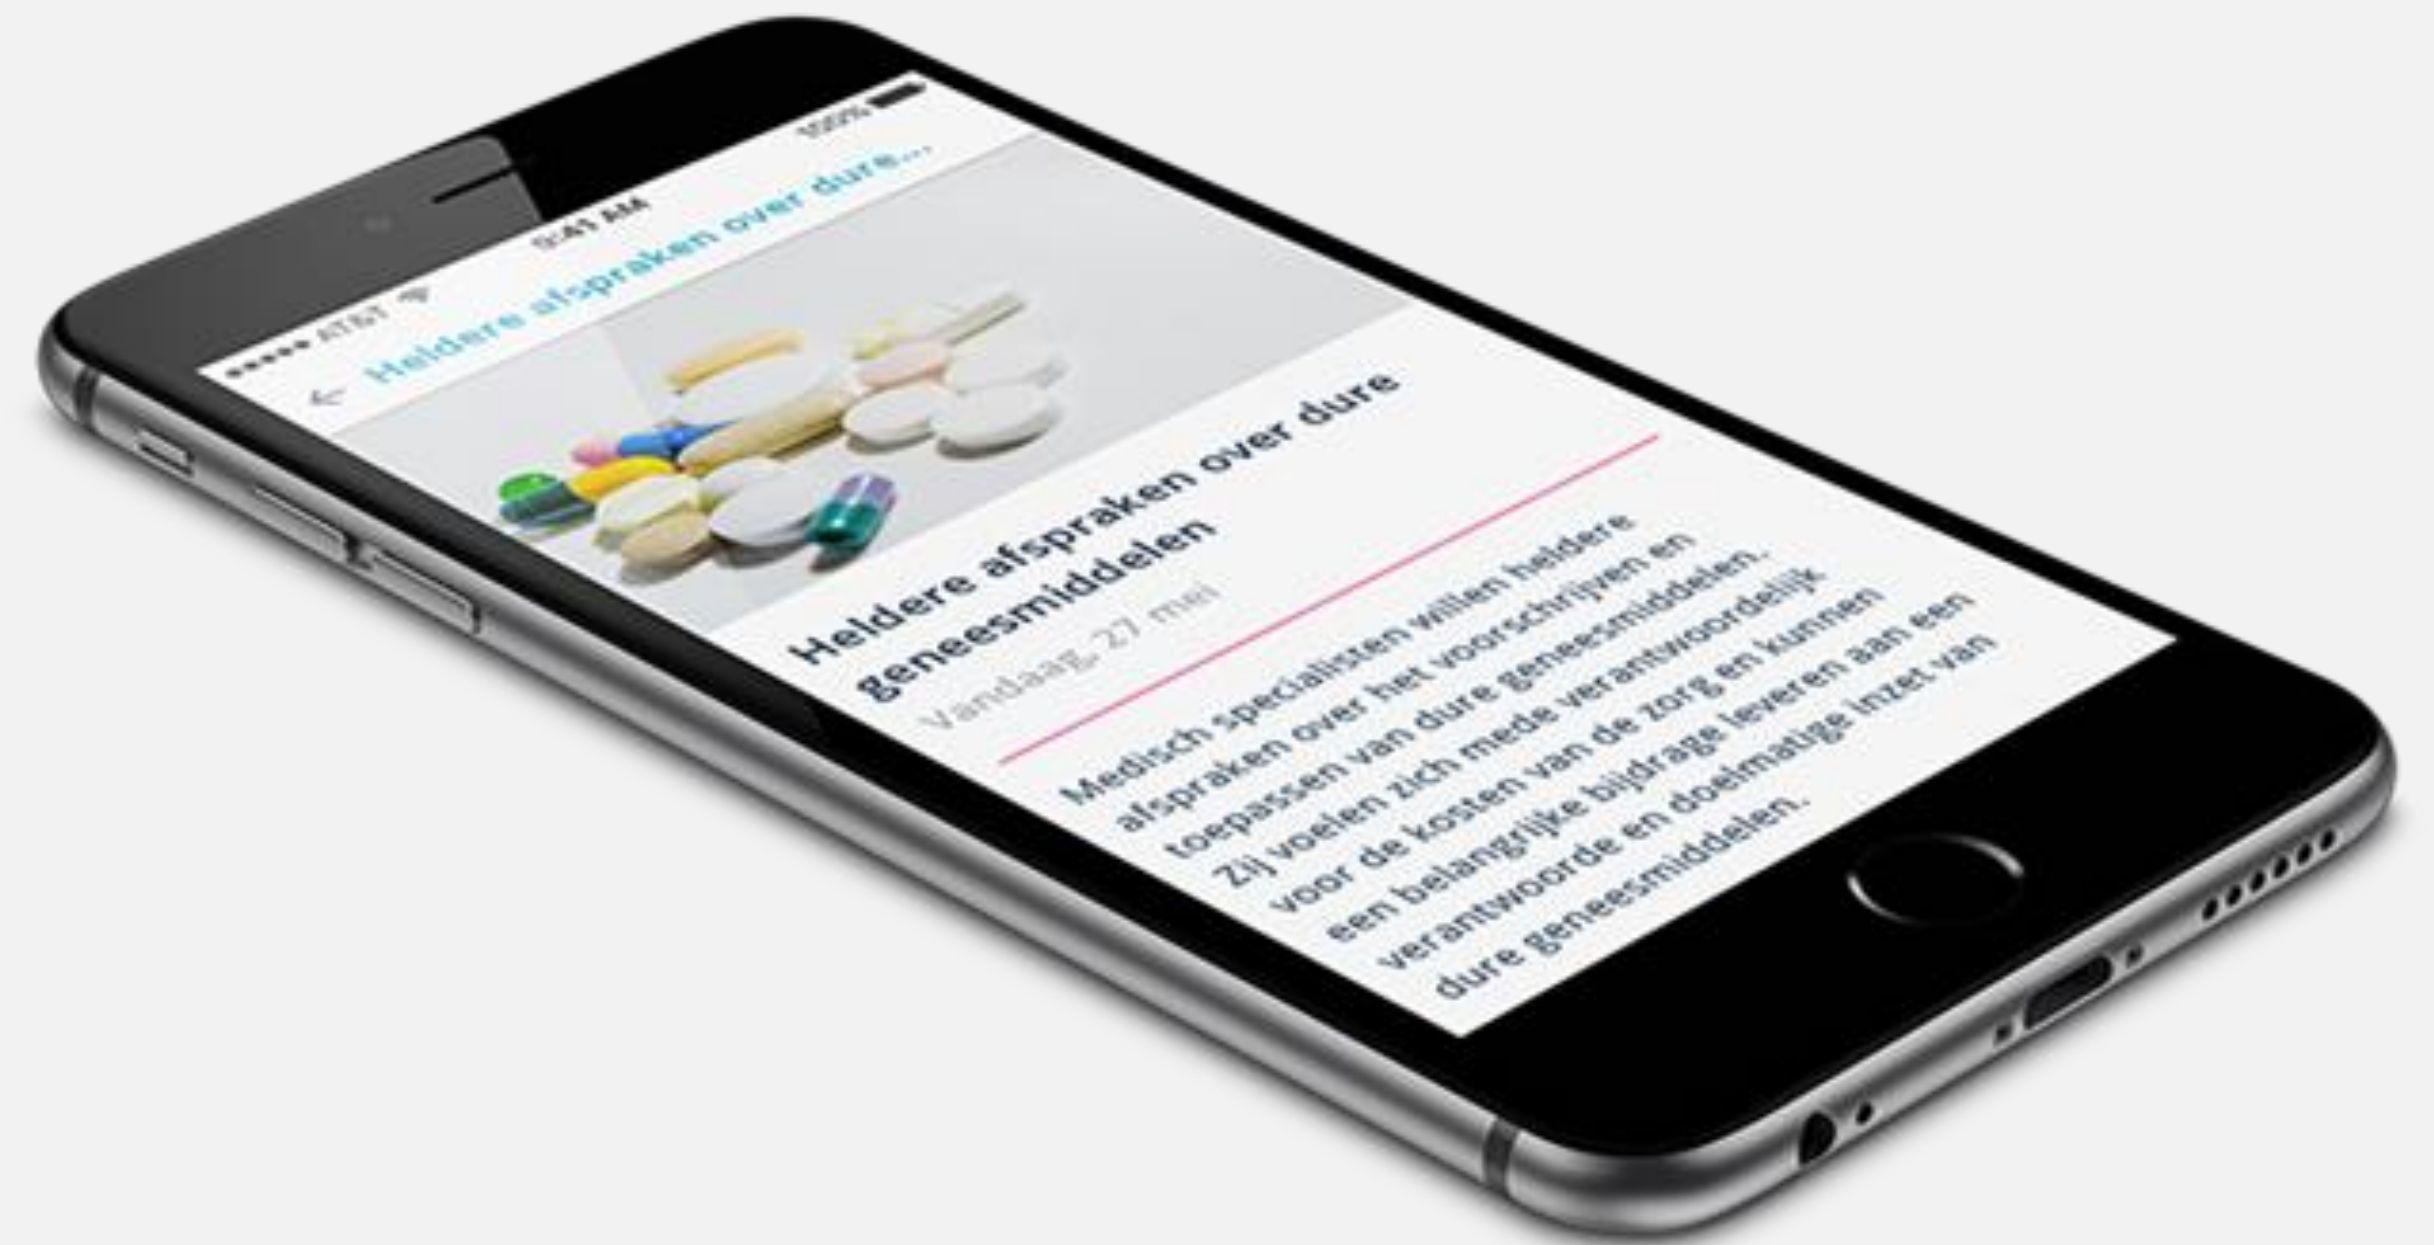 AT&T
9:41 AM
100%
← Heldere afspraken over dure...
Heldere afspraken over dure
geneesmiddelen
Vandaag, 27 mei
Medisch specialisten willen heldere
afspraken over het voorschrijven en
toepassen van dure geneesmiddelen.
Zij voelen zich mede verantwoordelijk
voor de kosten van de zorg en kunnen
een belangrijke bijdrage leveren aan een
verantwoorde en doelmatige inzet van
dure geneesmiddelen.